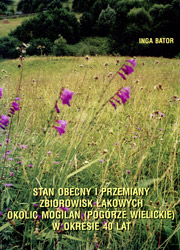 INGA BATOR
STAN OBECNY I PRZEMIANY
ZBIOROWISK ŁĄKOWYCH
OKOLIC MOGILAN (POGÓRZE WIELICKIE)
W OKRESIE 40 LAT